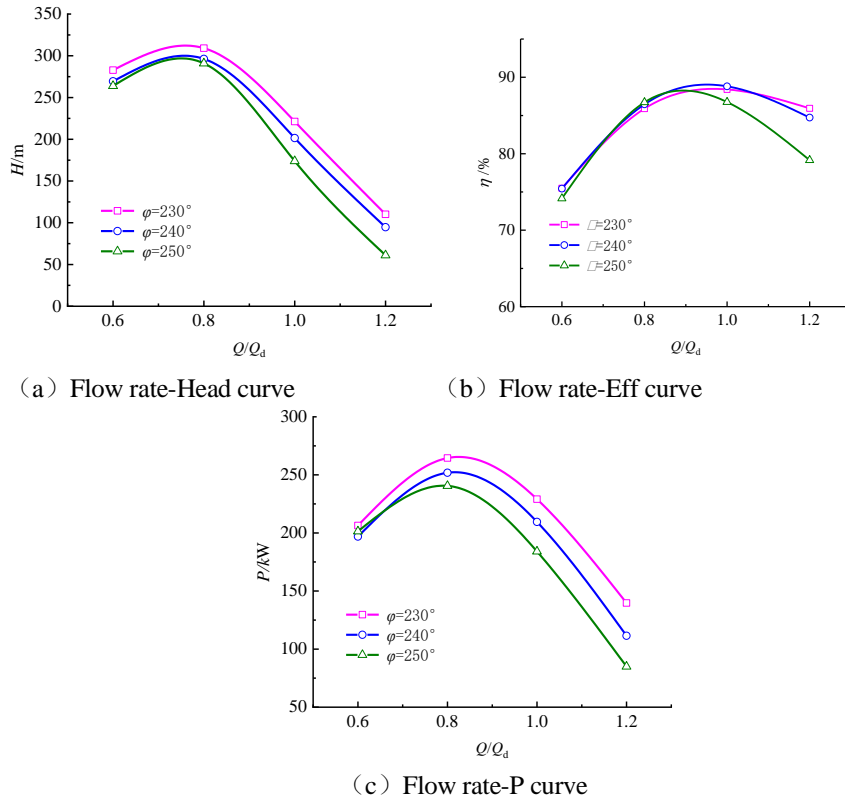 350
300
250
200
150
100
50
0
H/m
φ=230°
φ=240°
φ=250°
0.6 0.8 1.0 1.2
Q/Qd
(a) Flow rate-Head curve
90
80
70
60
η /%
□=230°
□=240°
□=250°
0.6 0.8 1.0 1.2
Q/Qd
(b) Flow rate-Eff curve
300
250
200
150
100
50
P/kW
φ=230°
φ=240°
φ=250°
0.6 0.8 1.0 1.2
Q/Qd
(c) Flow rate-P curve